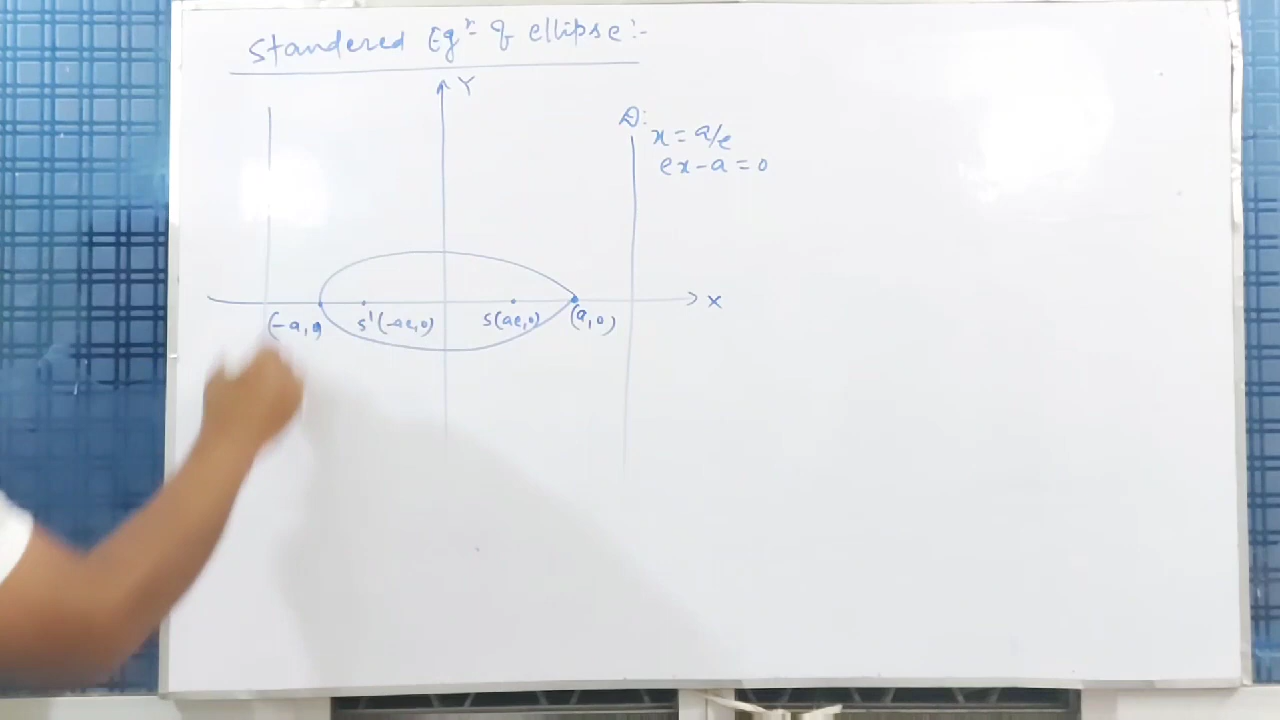 Standered Eqⁿ of ellipse :-
Y
D:
x = a/e
ex - a = 0
X
(-a, 0 S'(-ae, 0) S(ae, 0) (a, 0)